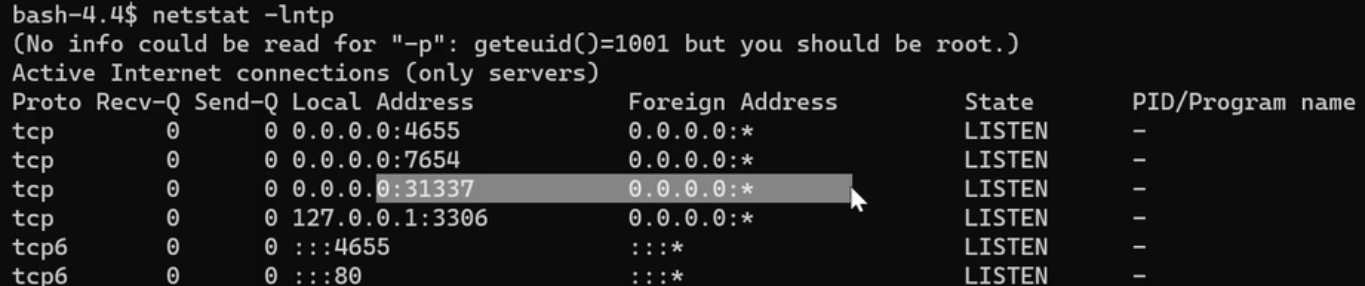 bash-4.4$ netstat -lntp
(No info could be read for "-p": geteuid()=1001 but you should be root.)
Active Internet connections (only servers)
Proto Recv-Q Send-Q Local Address           Foreign Address         State       PID/Program name
tcp        0      0 0.0.0.0:4655            0.0.0.0:*               LISTEN      -
tcp        0      0 0.0.0.0:7654            0.0.0.0:*               LISTEN      -
tcp        0      0 0.0.0.0:31337           0.0.0.0:*               LISTEN      -
tcp        0      0 127.0.0.1:3306          0.0.0.0:*               LISTEN      -
tcp6       0      0 :::4655                 :::*                    LISTEN      -
tcp6       0      0 :::80                   :::*                    LISTEN      -